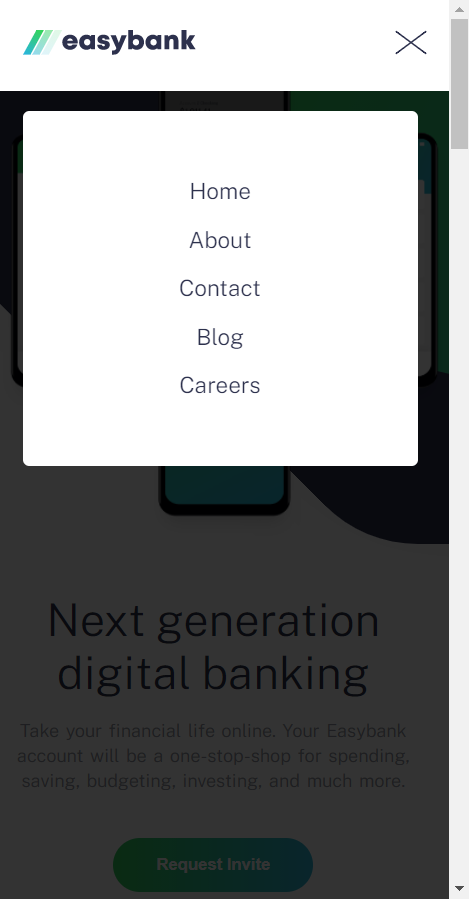 easybank
Home
About
Contact
Blog
Careers
Next generation
digital banking
Take your financial life online. Your Easybank
account will be a one-stop-shop for spending,
saving, budgeting, investing, and much more.
Request Invite